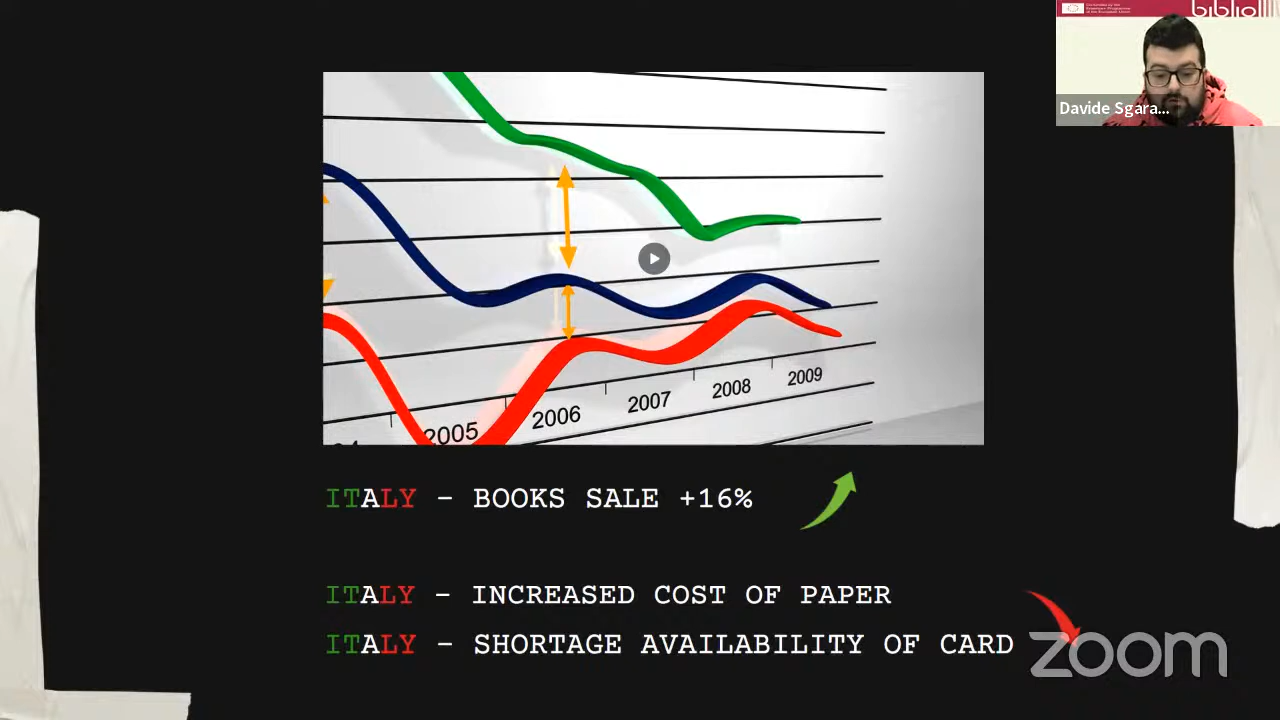 bibliol
Davide Sgara...
2005
2006
2007
2008
2009
ITALY - BOOKS SALE +16%
ITALY - INCREASED COST OF PAPER
ITALY - SHORTAGE AVAILABILITY OF CARD
zoom